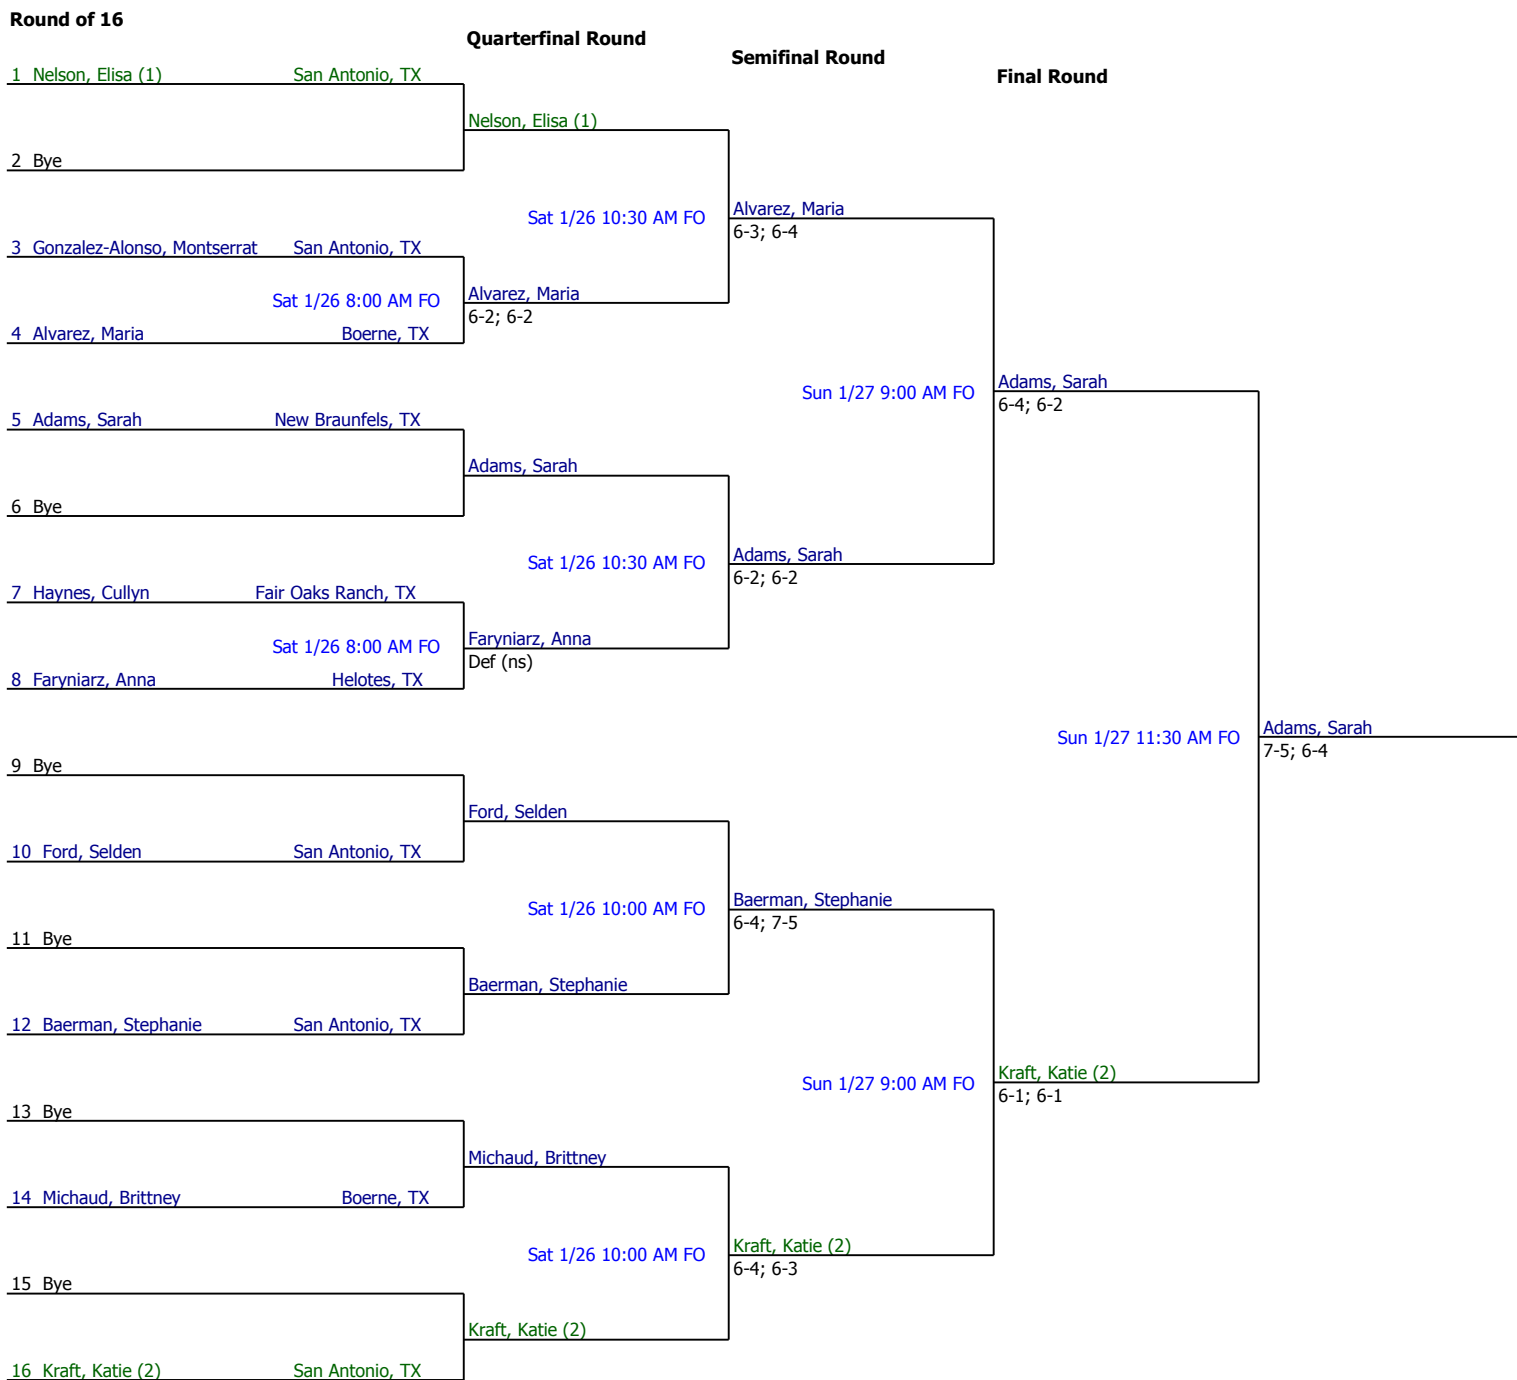 Round of 16
Quarterfinal Round
Semifinal Round
Final Round
1 Nelson, Elisa (1) San Antonio, TX
Nelson, Elisa (1)
2 Bye
Sat 1/26 10:30 AM FO
Alvarez, Maria
6-3; 6-4
3 Gonzalez-Alonso, Montserrat San Antonio, TX
Sat 1/26 8:00 AM FO
Alvarez, Maria
6-2; 6-2
4 Alvarez, Maria Boerne, TX
Sun 1/27 9:00 AM FO
Adams, Sarah
6-4; 6-2
5 Adams, Sarah New Braunfels, TX
Adams, Sarah
6 Bye
Sat 1/26 10:30 AM FO
Adams, Sarah
6-2; 6-2
7 Haynes, Cullyn Fair Oaks Ranch, TX
Sat 1/26 8:00 AM FO
Faryniarz, Anna
Def (ns)
8 Faryniarz, Anna Helotes, TX
Sun 1/27 11:30 AM FO
Adams, Sarah
7-5; 6-4
9 Bye
Ford, Selden
10 Ford, Selden San Antonio, TX
Sat 1/26 10:00 AM FO
Baerman, Stephanie
6-4; 7-5
11 Bye
Baerman, Stephanie
12 Baerman, Stephanie San Antonio, TX
Sun 1/27 9:00 AM FO
Kraft, Katie (2)
6-1; 6-1
13 Bye
Michaud, Brittney
14 Michaud, Brittney Boerne, TX
Sat 1/26 10:00 AM FO
Kraft, Katie (2)
6-4; 6-3
15 Bye
Kraft, Katie (2)
16 Kraft, Katie (2) San Antonio, TX